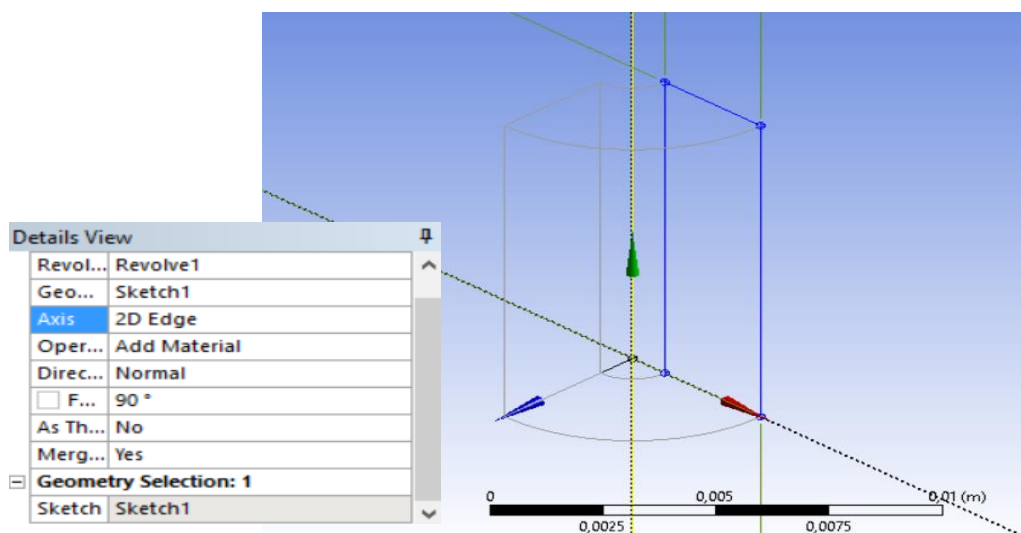 Details View
Revol... Revolve1
Geo... Sketch1
Axis 2D Edge
Oper... Add Material
Direc... Normal
F... 90 °
As Th... No
Merg... Yes
Geometry Selection: 1
Sketch Sketch1
0 0,005 0,01 (m)
0,0025 0,0075